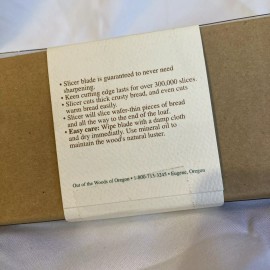 • Slicer blade is guaranteed to never need
sharpening.
• Keen cutting edge lasts for over 300,000 slices.
• Slicer cuts thick crusty bread, and even cuts
warm bread easily.
• Slicer will slice wafer-thin pieces of bread
and all the way to the end of the loaf.
• Easy care: Wipe blade with a damp cloth
and dry immediately. Use mineral oil to
maintain the wood's natural luster.
Out of the Woods of Oregon • 1-800-713-3243 • Eugene, Oregon